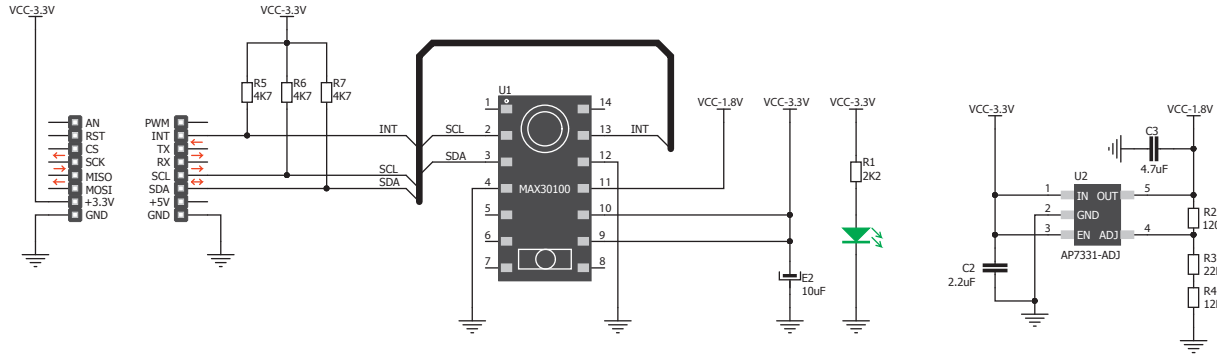 VCC-3.3V
AN
RST
CS
SCK
MISO
MOSI
+3.3V
GND
VCC-3.3V
R5
4K7
R6
4K7
R7
4K7
PWM
INT
TX
RX
SCL
SDA
+5V
GND
INT
SCL
SDA
SCL
SDA
U1
MAX30100
1
2
3
4
5
6
7
14
13
12
11
10
9
8
INT
VCC-1.8V
VCC-3.3V
E2
10uF
VCC-3.3V
R1
2K2
VCC-3.3V
VCC-1.8V
C3
4.7uF
U2
1
2
3
IN OUT
GND
EN ADJ
5
4
AP7331-ADJ
C2
2.2uF
R2
R3
R4